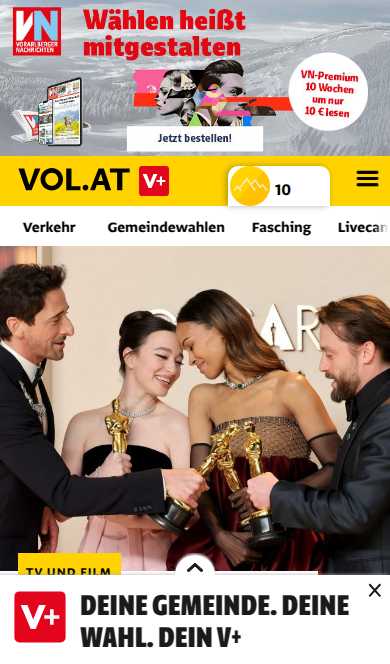 Wählen heißt
mitgestalten
VN
VORARLBERGER
NACHRICHTEN
VN-Premium
10 Wochen
um nur
10 € lesen
Jetzt bestellen!
VOL.AT V+
10
Verkehr Gemeindewahlen Fasching Livecam
OSCAR
TV UND FILM
V+
DEINE GEMEINDE. DEINE
WAHL. DEIN V+